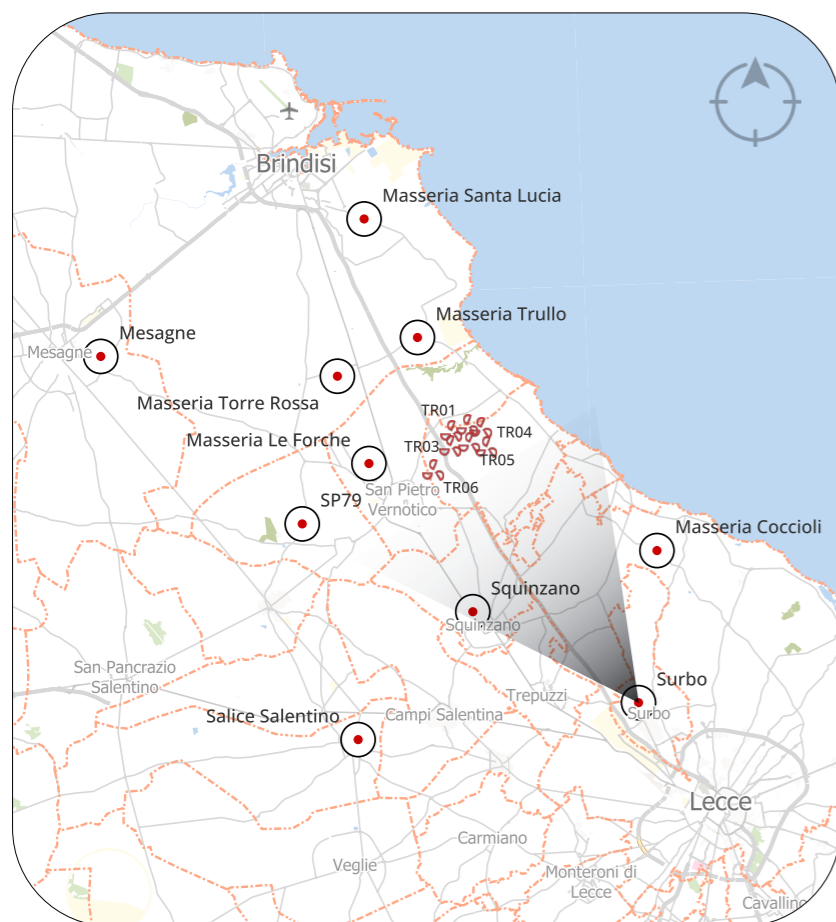 Brindisi
Masseria Santa Lucia
Masseria Trullo
Mesagne
Mesagne
Masseria Torre Rossa
TR01
TR04
Masseria Le Forche
TR03
TR05
TR06
San Pietro
Vernotico
SP79
Masseria Coccioli
Squinzano
Squinzano
San Pancrazio
Salentino
Trepuzzi
Surbo
Surbo
Salice Salentino
Campi Salentina
Lecce
Carmiano
Veglie
Monteroni di
Lecce
Cavallino